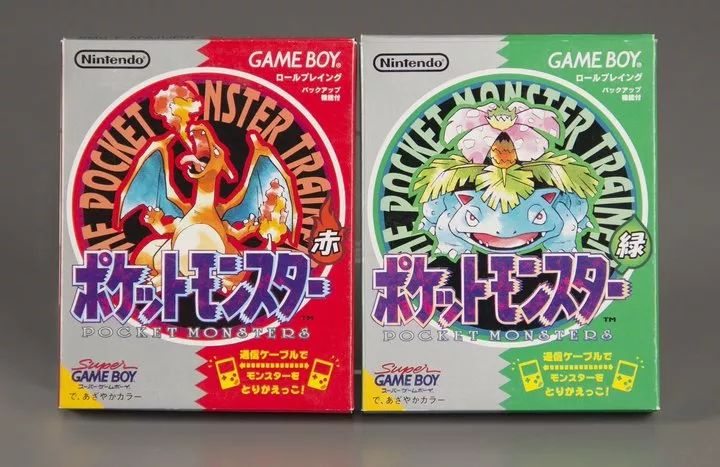 Nintendo®
GAME BOY®
ロールプレイング
バックアップ
機能付
POCKET MONSTER TRAIN
赤
ポケットモンスター™
POCKET MONSTERS
Super
GAME BOY
スーパーゲームボーイ
で、あざやかカラー
通信ケーブルで
モンスターを
とりかえっこ!
Nintendo®
GAME BOY®
ロールプレイング
バックアップ
機能付
POCKET MONSTER TRAIN
緑
ポケットモンスター
POCKET MONSTERS™
Super
GAME BOY
スーパーゲームボーイ
で、あざやかカラー
通信ケーブルで
モンスターを
とりかえっこ!